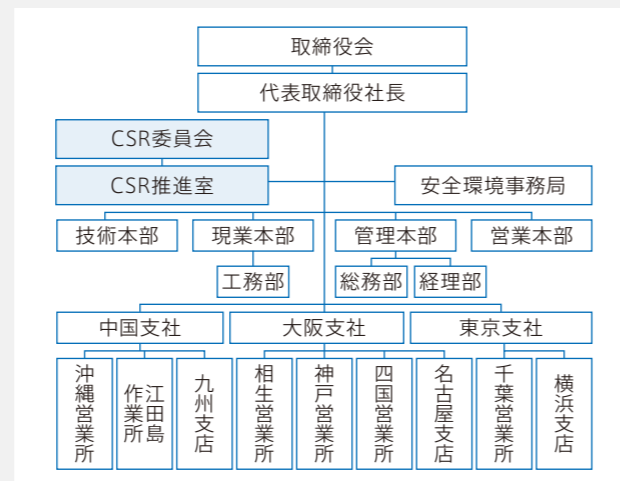 取締役会
代表取締役社長
CSR委員会
CSR推進室
安全環境事務局
技術本部
現業本部
管理本部
営業本部
工務部
総務部
経理部
中国支社
大阪支社
東京支社
沖縄営業所
江田島
作業所
九州支店
相生営業所
神戸営業所
四国営業所
名古屋支店
千葉営業所
横浜支店